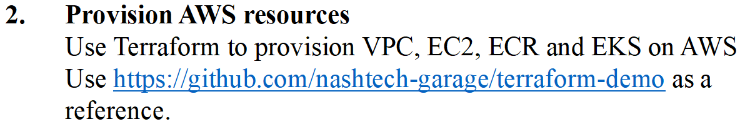 2. Provision AWS resources
Use Terraform to provision VPC, EC2, ECR and EKS on AWS
Use https://github.com/nashtech-garage/terraform-demo as a
reference.